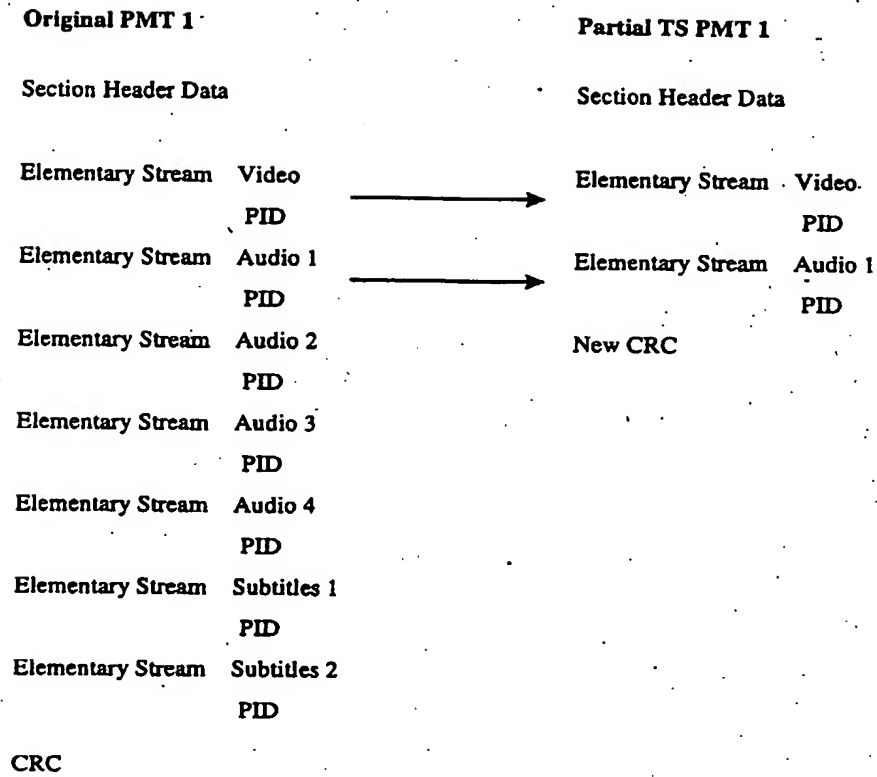 Original PMT 1
Section Header Data
Elementary Stream Video
PID
Elementary Stream Audio 1
PID
Elementary Stream Audio 2
PID
Elementary Stream Audio 3
PID
Elementary Stream Audio 4
PID
Elementary Stream Subtitles 1
PID
Elementary Stream Subtitles 2
PID
CRC
Partial TS PMT 1
Section Header Data
Elementary Stream Video
PID
Elementary Stream Audio 1
PID
New CRC